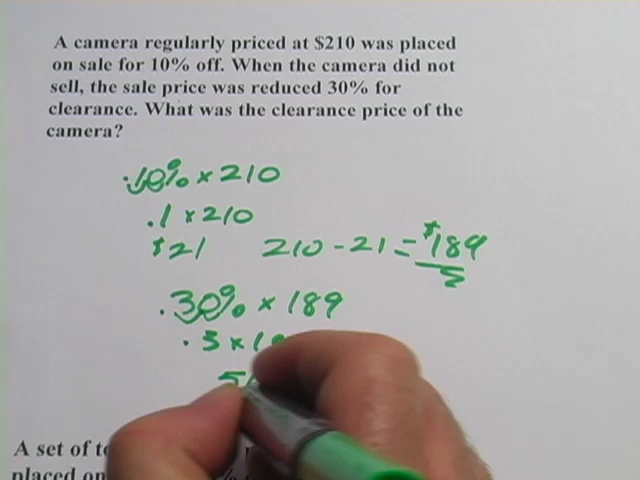 A camera regularly priced at $210 was placed
on sale for 10% off. When the camera did not
sell, the sale price was reduced 30% for
clearance. What was the clearance price of the
camera?
.10% × 210
.1 × 210
$21 210 - 21 = $189
.30% × 189
.3 ×
A set of
placed on